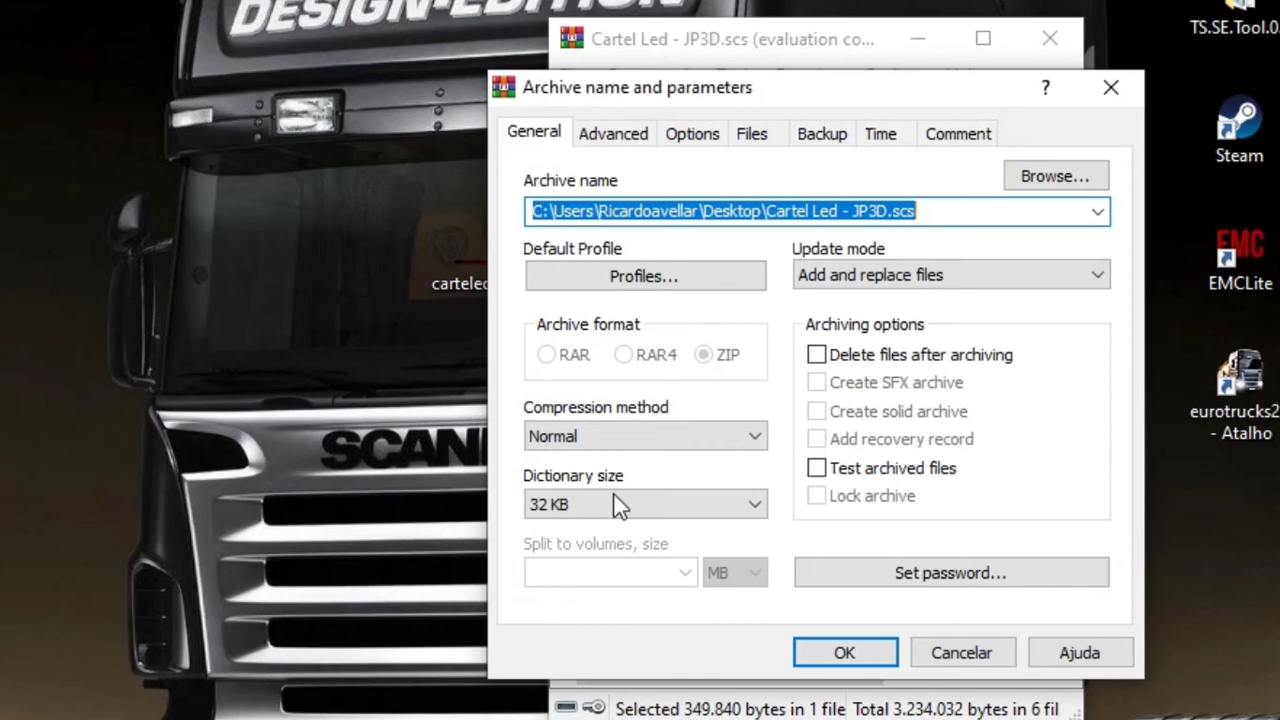 DESIGN-EDITION
Cartel Led - JP3D.scs (evaluation co...
TS.SE.Tool.0.
Archive name and parameters
?
General
Advanced
Options
Files
Backup
Time
Comment
Steam
Archive name
Browse...
C:\Users\Ricardoavellar\Desktop\Cartel Led - JP3D.scs
Default Profile
Update mode
Profiles...
Add and replace files
EMC
EMCLite
carteled
Archive format
RAR
RAR4
ZIP
Archiving options
Delete files after archiving
Create SFX archive
Create solid archive
Add recovery record
Test archived files
Lock archive
eurotrucks2
- Atalho
Compression method
Normal
SCAN
Dictionary size
32 KB
Split to volumes, size
MB
Set password...
OK
Cancelar
Ajuda
Selected 349.840 bytes in 1 file
Total 3.234.032 bytes in 6 fil